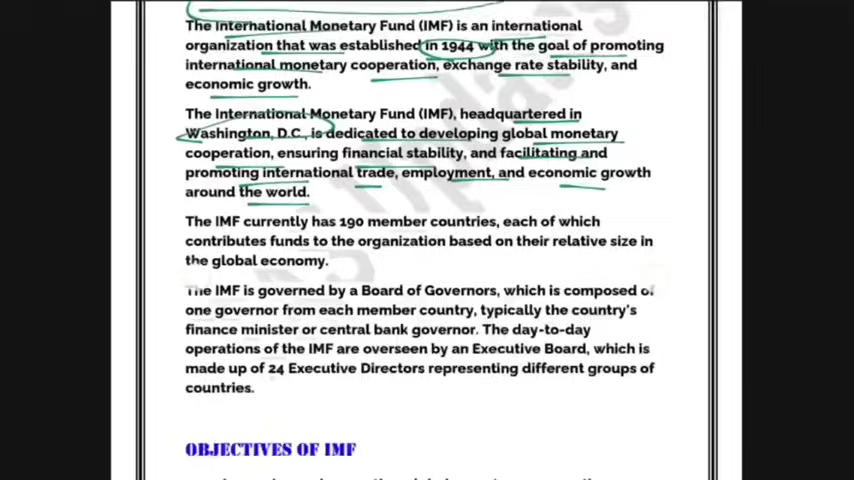 The International Monetary Fund (IMF) is an international
organization that was established in 1944 with the goal of promoting
international monetary cooperation, exchange rate stability, and
economic growth.
The International Monetary Fund (IMF), headquartered in
Washington, D.C., is dedicated to developing global monetary
cooperation, ensuring financial stability, and facilitating and
promoting international trade, employment, and economic growth
around the world.
The IMF currently has 190 member countries, each of which
contributes funds to the organization based on their relative size in
the global economy.
The IMF is governed by a Board of Governors, which is composed of
one governor from each member country, typically the country's
finance minister or central bank governor. The day-to-day
operations of the IMF are overseen by an Executive Board, which is
made up of 24 Executive Directors representing different groups of
countries.
OBJECTIVES OF IMF